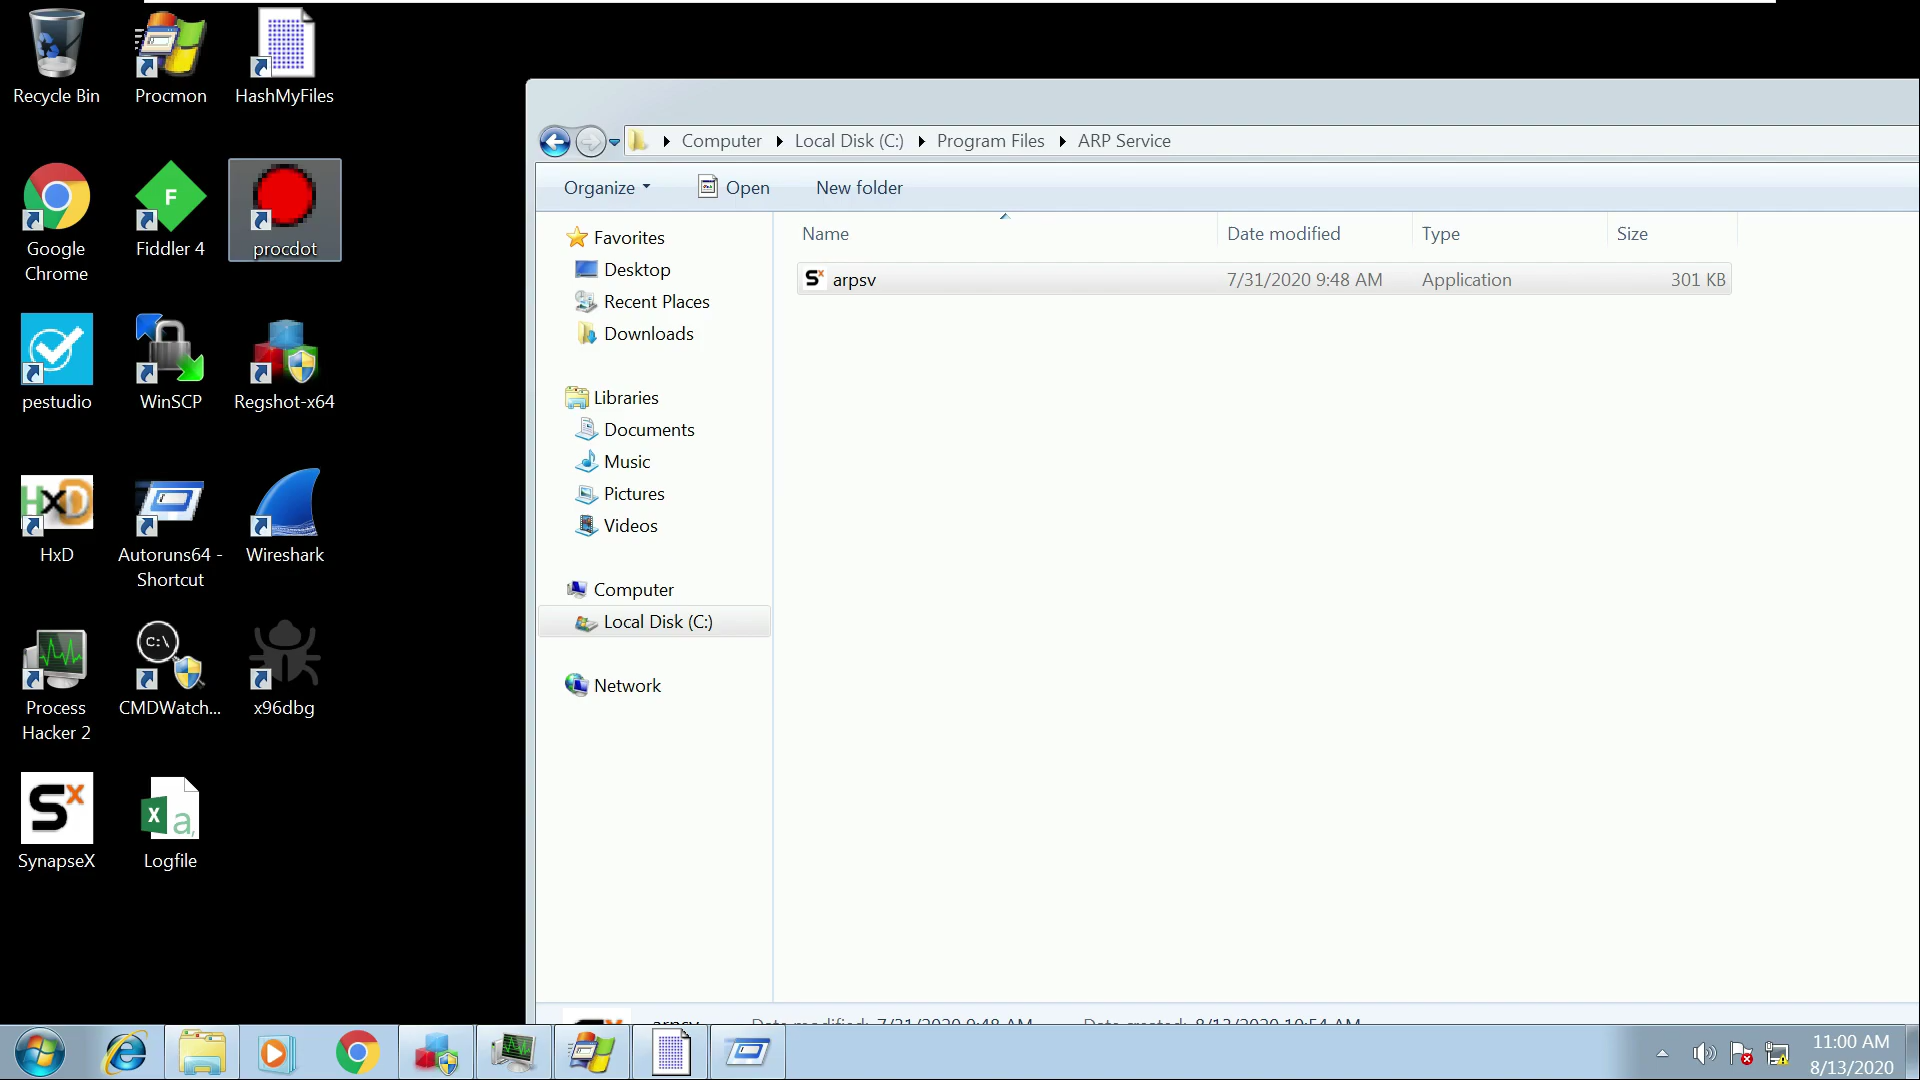 Recycle Bin
Procmon
HashMyFiles
Google
Chrome
F
Fiddler 4
procdot
pestudio
WinSCP
Regshot-x64
HxD
HxD
Autoruns64 -
Shortcut
Wireshark
Process
Hacker 2
C:\
CMDWatch...
x96dbg
Sx
SynapseX
X a,
Logfile
Computer
Local Disk (C:)
Program Files
ARP Service
Organize
Open
New folder
Favorites
Desktop
Recent Places
Downloads
Libraries
Documents
Music
Pictures
Videos
Computer
Local Disk (C:)
Network
Name
Date modified
Type
Size
Sx
arpsv
7/31/2020 9:48 AM
Application
301 KB
arpsv
Date modified: 7/31/2020 9:48 AM
Date created: 8/13/2020 10:54 AM
11:00 AM
8/13/2020